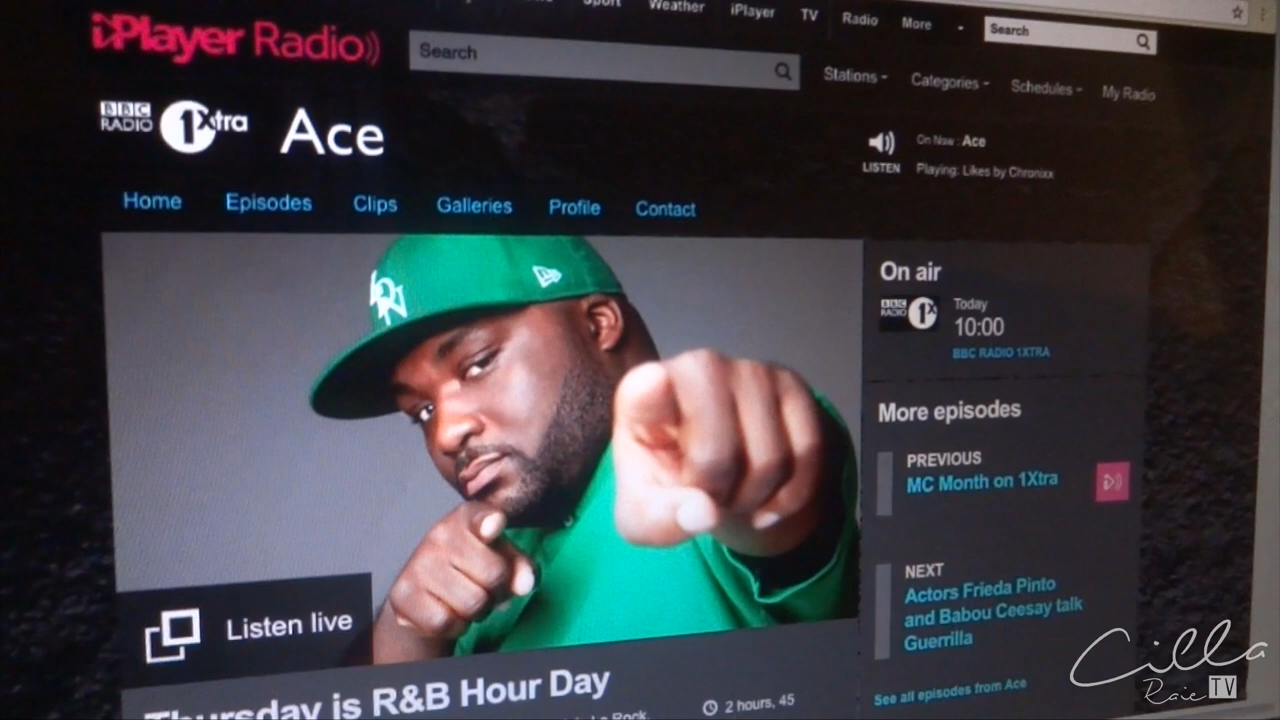 Sport Weather iPlayer TV Radio More Search
iPlayer Radio
Search
Stations Categories Schedules My Radio
BBC
RADIO 1Xtra Ace
On Now : Ace
LISTEN Playing: Likes by Chronixx
Home Episodes Clips Galleries Profile Contact
On air
BBC
RADIO 1X
Today
10:00
BBC RADIO 1XTRA
More episodes
PREVIOUS
MC Month on 1Xtra
NEXT
Actors Frieda Pinto
and Babou Ceesay talk
Guerrilla
See all episodes from Ace
Listen live
Thursday is R&B Hour Day
La Rock,
2 hours, 45
Cilla
Raie TV